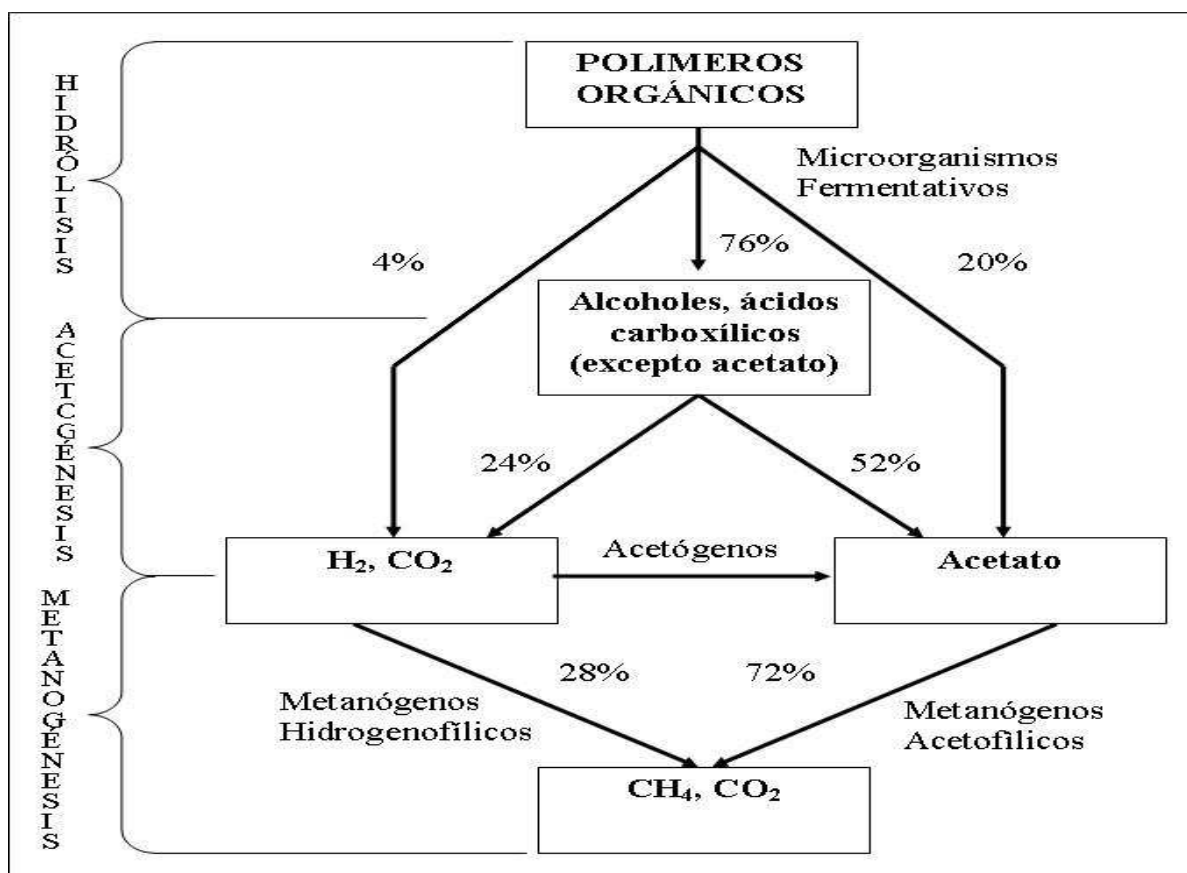 POLIMEROS
ORGÁNICOS
HIDRÓLISIS
Microorganismos
Fermentativos
4%
76%
20%
Alcoholes, ácidos
carboxílicos
(excepto acetato)
ACETCGÉNESIS
24%
52%
H₂, CO₂
Acetógenos
Acetato
METANOGÉNESIS
28%
72%
Metanógenos
Hidrogenofílicos
Metanógenos
Acetofílicos
CH₄, CO₂